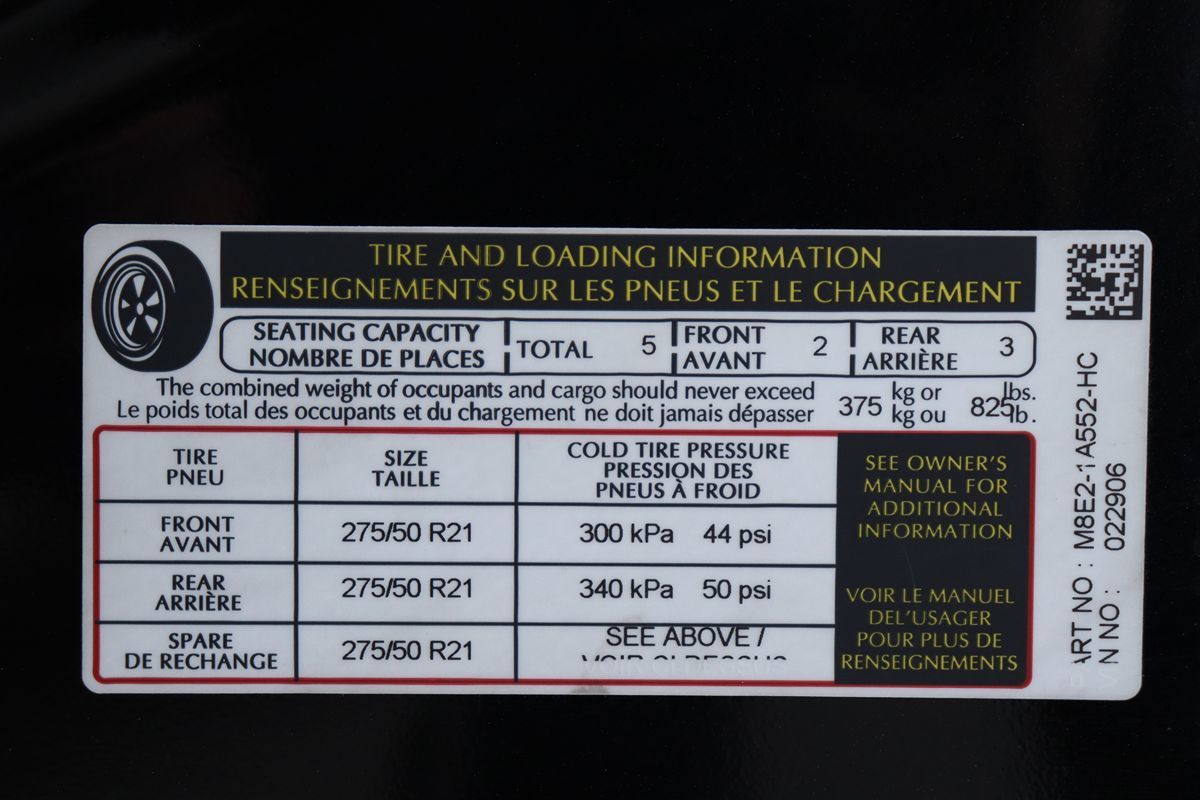 TIRE AND LOADING INFORMATION
RENSEIGNEMENTS SUR LES PNEUS ET LE CHARGEMENT
SEATING CAPACITY
NOMBRE DE PLACES
TOTAL 5
FRONT
AVANT
2
REAR
ARRIÈRE
3
The combined weight of occupants and cargo should never exceed
Le poids total des occupants et du chargement ne doit jamais dépasser
375
kg or
kg ou
825
lbs.
lb.
TIRE
PNEU
SIZE
TAILLE
COLD TIRE PRESSURE
PRESSION DES
PNEUS À FROID
FRONT
AVANT
275/50 R21
300 kPa 44 psi
REAR
ARRIÈRE
275/50 R21
340 kPa 50 psi
SPARE
DE RECHANGE
275/50 R21
SEE ABOVE /
SEE OWNER'S
MANUAL FOR
ADDITIONAL
INFORMATION
VOIR LE MANUEL
DEL'USAGER
POUR PLUS DE
RENSEIGNEMENTS
PART NO : M8E2-1A552-HC
VIN NO : 022906